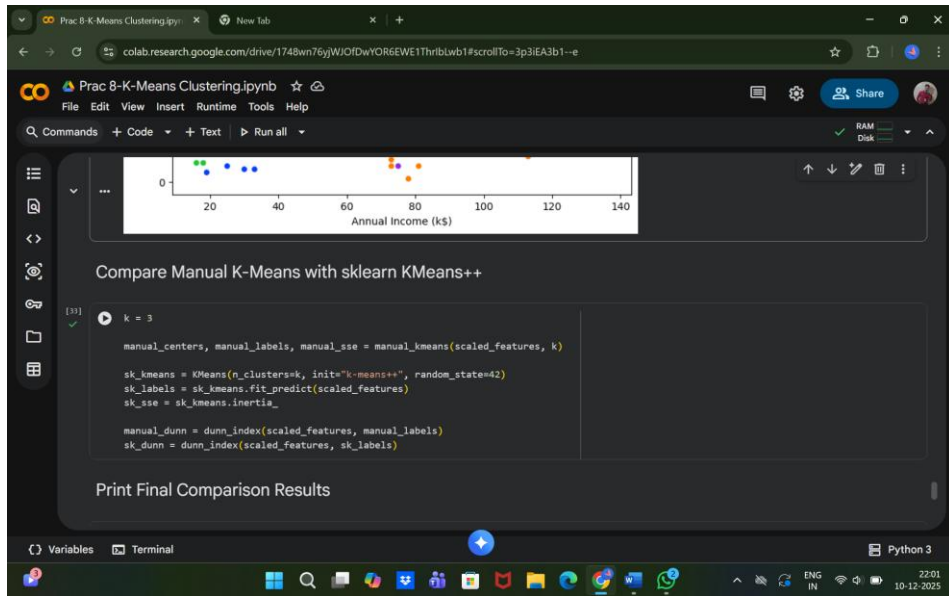 Prac 8-K-Means Clustering.ipyn
New Tab
colab.research.google.com/drive/1748wn76yjWJOfDwYOR6EWE1ThrlbLwb1#scrollTo=3p3iEA3b1--e
CO
Prac 8-K-Means Clustering.ipynb
Share
File Edit View Insert Runtime Tools Help
Commands + Code + Text Run all
RAM
Disk
0
20 40 60 80 100 120 140
Annual Income (k$)
Compare Manual K-Means with sklearn KMeans++
[33]
k = 3
manual_centers, manual_labels, manual_sse = manual_kmeans(scaled_features, k)
sk_kmeans = KMeans(n_clusters=k, init="k-means++", random_state=42)
sk_labels = sk_kmeans.fit_predict(scaled_features)
sk_sse = sk_kmeans.inertia_
manual_dunn = dunn_index(scaled_features, manual_labels)
sk_dunn = dunn_index(scaled_features, sk_labels)
Print Final Comparison Results
{} Variables Terminal Python 3
ENG
IN
22:01
10-12-2025